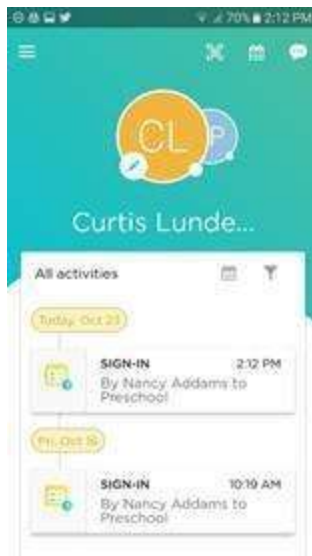 70% 2:12 PM
CL
P
Curtis Lunde...
All activities
Today, Oct 23
SIGN-IN 2:12 PM
By Nancy Addams to
Preschool
Fri, Oct 16
SIGN-IN 10:19 AM
By Nancy Addams to
Preschool